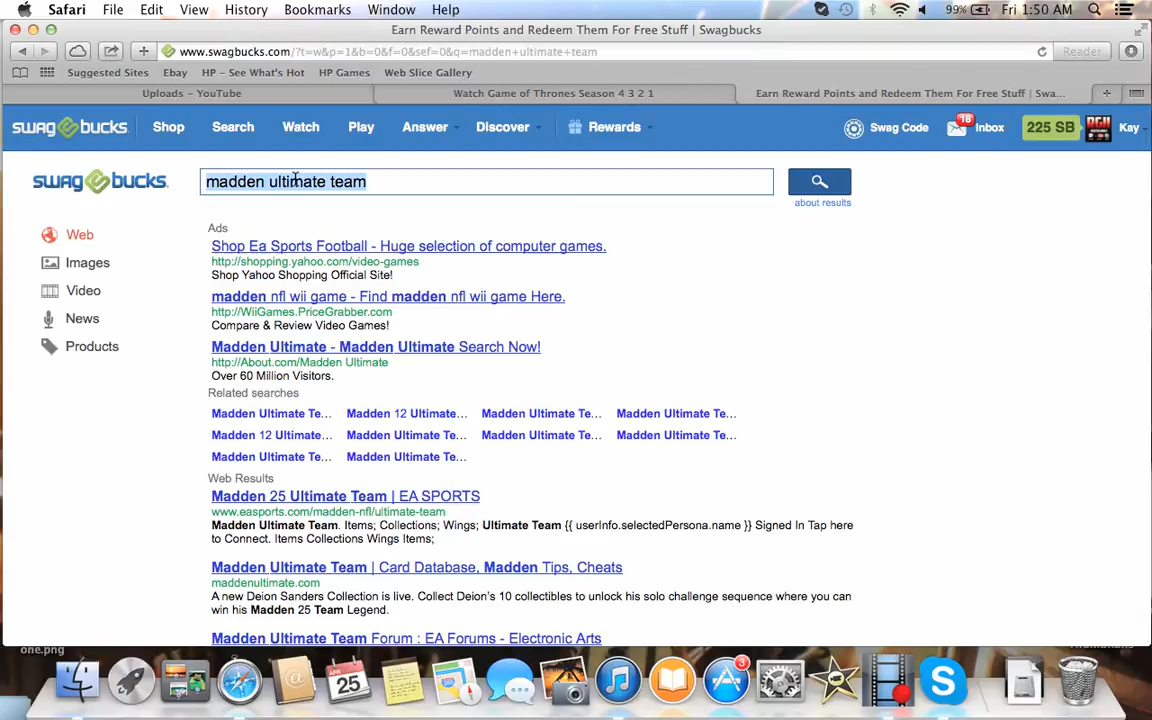 Safari File Edit View History Bookmarks Window Help 99% Fri 1:50 AM
Earn Reward Points and Redeem Them For Free Stuff | Swagbucks
www.swagbucks.com/?t=w&p=1&b=0&f=0&sef=0&q=madden+ultimate+team Reader
Suggested Sites Ebay HP - See What's Hot HP Games Web Slice Gallery
Uploads - YouTube Watch Game of Thrones Season 4 3 2 1 Earn Reward Points and Redeem Them For Free Stuff | Swa...
swagbucks Shop Search Watch Play Answer Discover Rewards Swag Code 18 Inbox 225 SB Kay
swagbucks madden ultimate team
about results
Web
Images
Video
News
Products
Ads
Shop Ea Sports Football - Huge selection of computer games.
http://shopping.yahoo.com/video-games
Shop Yahoo Shopping Official Site!
madden nfl wii game - Find madden nfl wii game Here.
http://WiiGames.PriceGrabber.com
Compare & Review Video Games!
Madden Ultimate - Madden Ultimate Search Now!
http://About.com/Madden Ultimate
Over 60 Million Visitors.
Related searches
Madden Ultimate Te... Madden 12 Ultimate... Madden Ultimate Te... Madden Ultimate Te...
Madden 12 Ultimate... Madden Ultimate Te... Madden Ultimate Te... Madden Ultimate Te...
Madden Ultimate Te... Madden Ultimate Te...
Web Results
Madden 25 Ultimate Team | EA SPORTS
www.easports.com/madden-nfl/ultimate-team
Madden Ultimate Team. Items; Collections; Wings; Ultimate Team {{ userInfo.selectedPersona.name }} Signed In Tap here
to Connect. Items Collections Wings Items;
Madden Ultimate Team | Card Database, Madden Tips, Cheats
maddenultimate.com
A new Deion Sanders Collection is live. Collect Deion's 10 collectibles to unlock his solo challenge sequence where you can
win his Madden 25 Team Legend.
Madden Ultimate Team Forum : EA Forums - Electronic Arts
one.png
APR
25
3